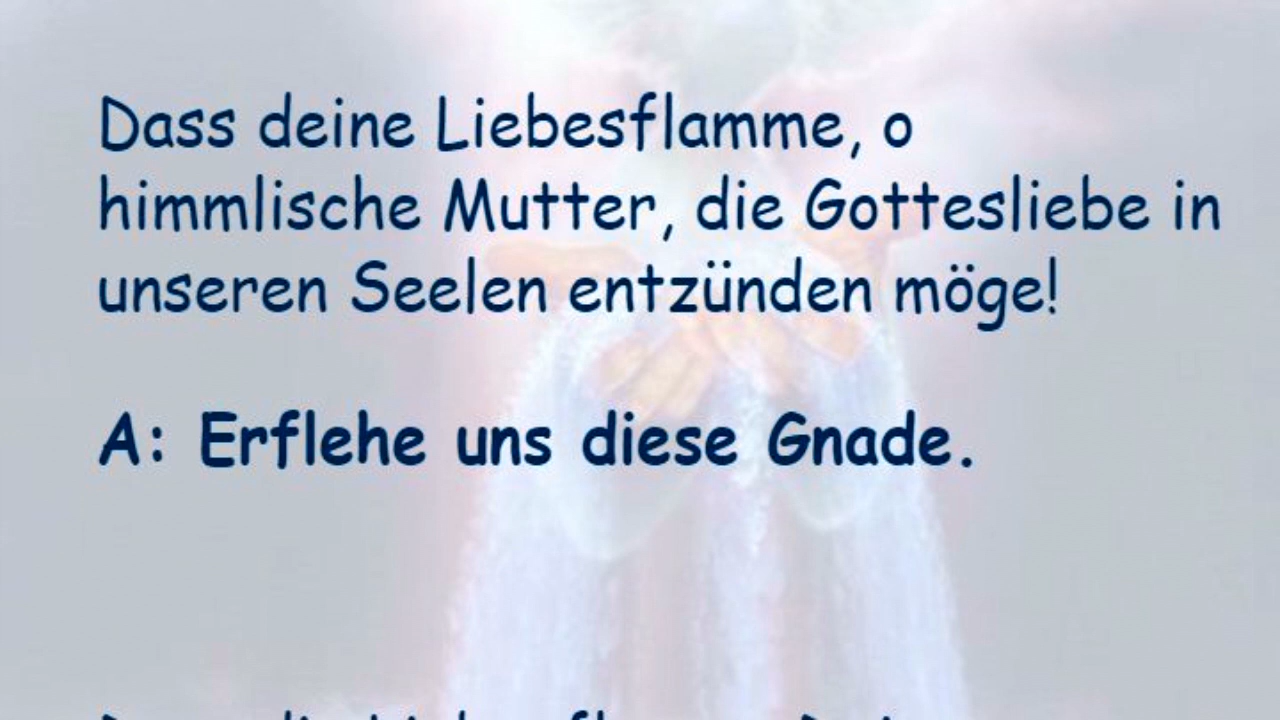 Dass deine Liebesflamme, o
himmlische Mutter, die Gottesliebe in
unseren Seelen entzünden möge!
A: Erflehe uns diese Gnade.